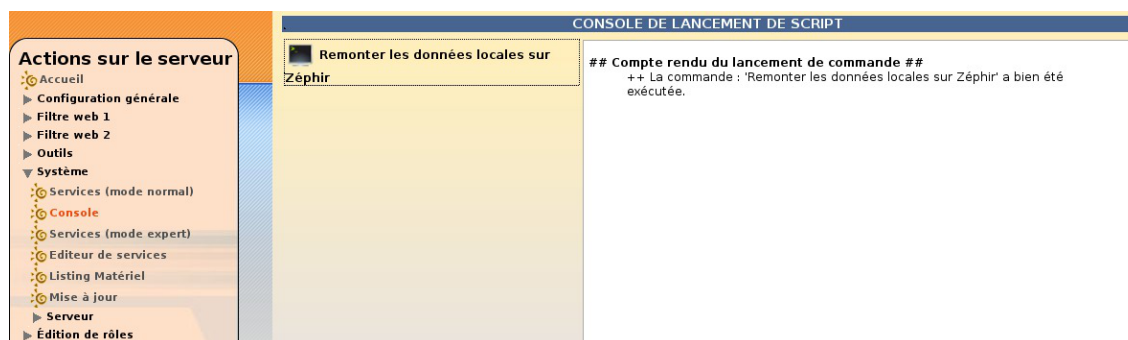 CONSOLE DE LANCEMENT DE SCRIPT
Actions sur le serveur
Accueil
Configuration générale
Filtre web 1
Filtre web 2
Outils
Système
Services (mode normal)
Console
Services (mode expert)
Editeur de services
Listing Matériel
Mise à jour
Serveur
Édition de rôles
Remonter les données locales sur
Zéphir
## Compte rendu du lancement de commande ##
++ La commande : 'Remonter les données locales sur Zéphir' a bien été
exécutée.